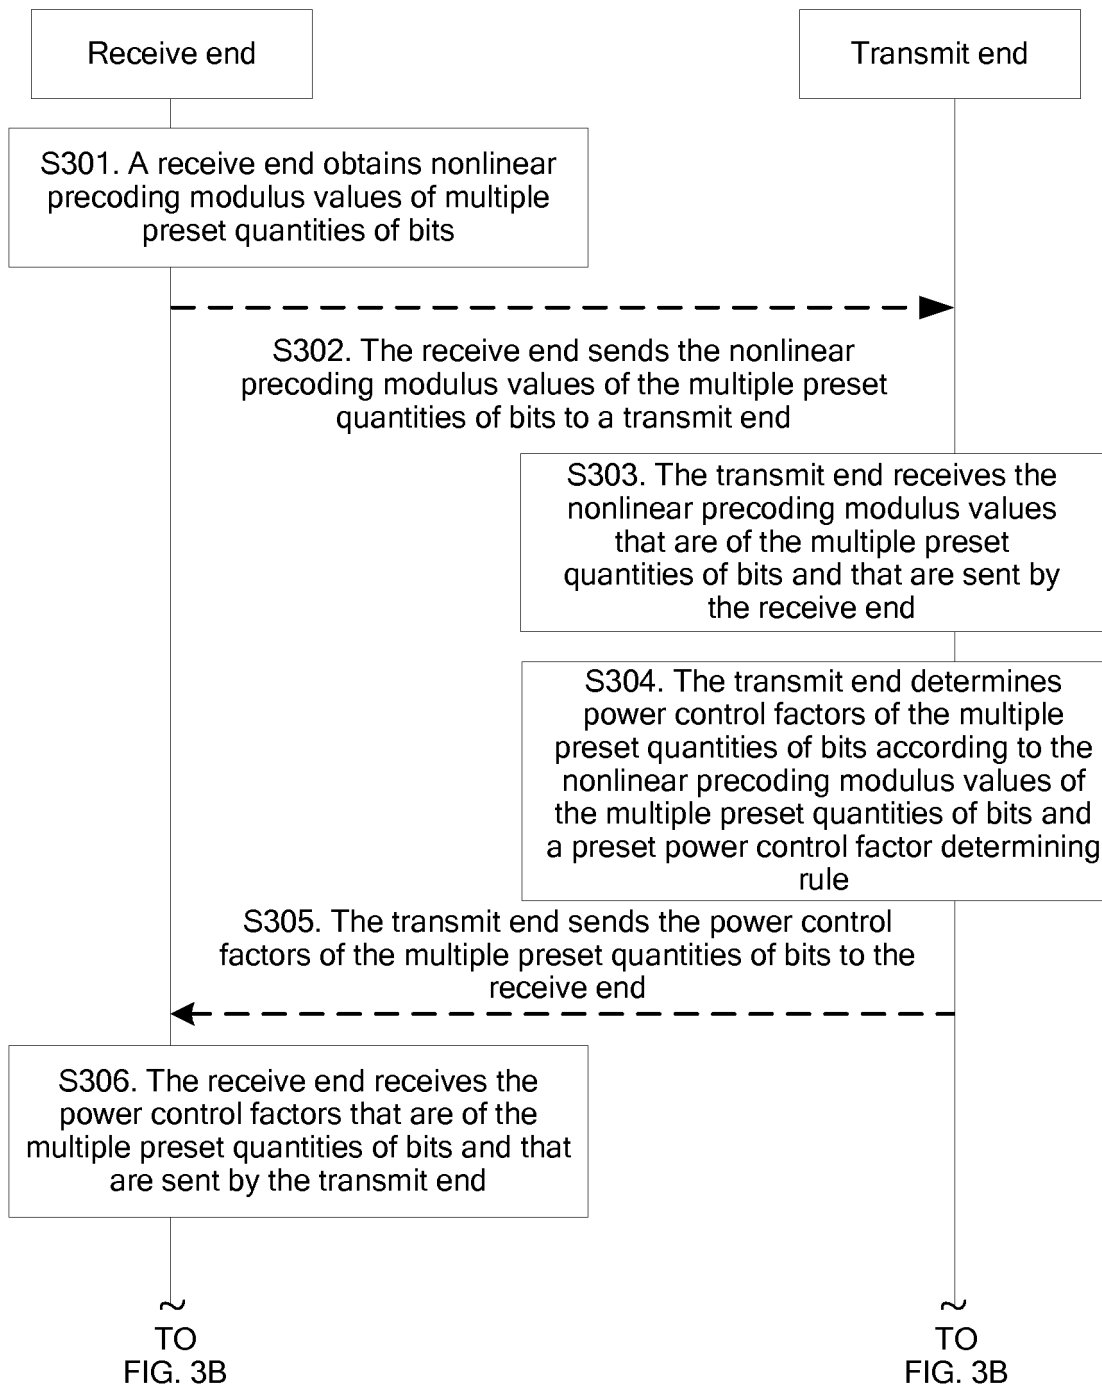 Receive end
Transmit end
S301. A receive end obtains nonlinear
precoding modulus values of multiple
preset quantities of bits
S302. The receive end sends the nonlinear
precoding modulus values of the multiple preset
quantities of bits to a transmit end
S303. The transmit end receives the
nonlinear precoding modulus values
that are of the multiple preset
quantities of bits and that are sent by
the receive end
S304. The transmit end determines
power control factors of the multiple
preset quantities of bits according to the
nonlinear precoding modulus values of
the multiple preset quantities of bits and
a preset power control factor determining
rule
S305. The transmit end sends the power control
factors of the multiple preset quantities of bits to the
receive end
S306. The receive end receives the
power control factors that are of the
multiple preset quantities of bits and that
are sent by the transmit end
~
TO
FIG. 3B
~
TO
FIG. 3B